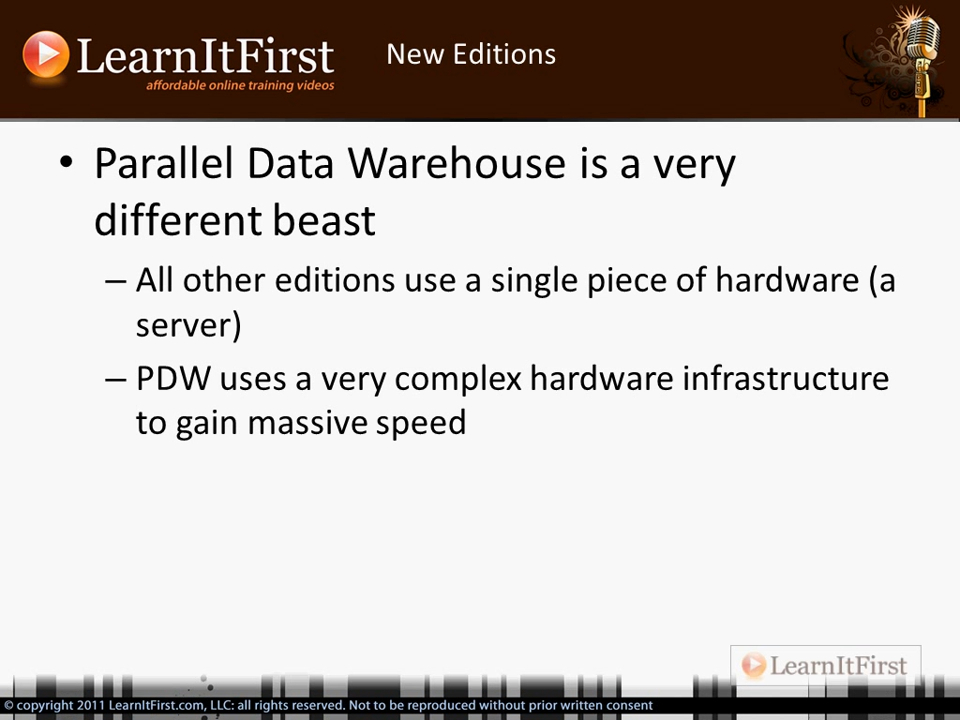 LearnItFirst
affordable online training videos
New Editions
• Parallel Data Warehouse is a very
different beast
– All other editions use a single piece of hardware (a
server)
– PDW uses a very complex hardware infrastructure
to gain massive speed
LearnItFirst
© copyright 2011 LearnItFirst.com, LLC: all rights reserved. Not to be reproduced without prior written consent